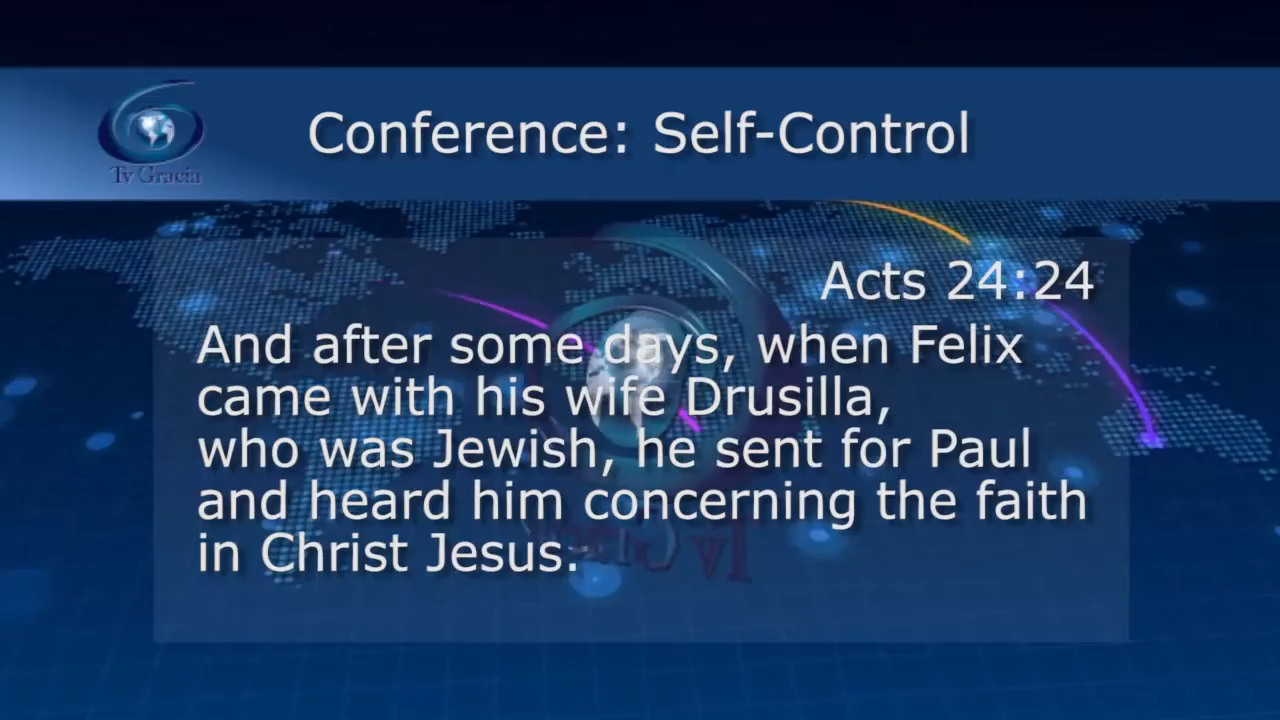 Conference: Self-Control
Tv Gracia
Acts 24:24
And after some days, when Felix
came with his wife Drusilla,
who was Jewish, he sent for Paul
and heard him concerning the faith
in Christ Jesus.